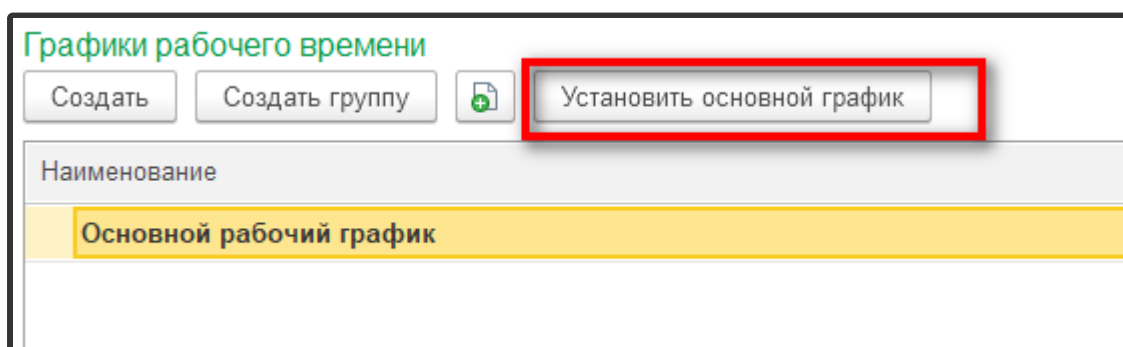 Графики рабочего времени
Создать Создать группу Установить основной график
Наименование
Основной рабочий график